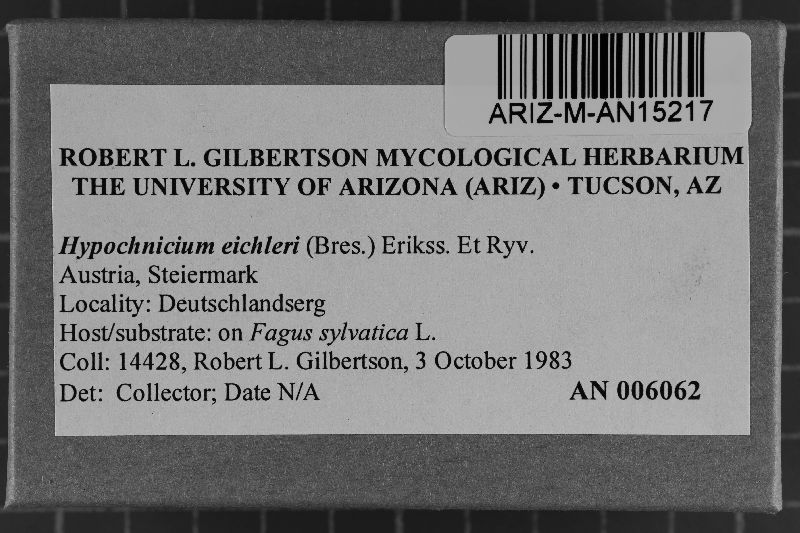 ARIZ-M-AN15217
ROBERT L. GILBERTSON MYCOLOGICAL HERBARIUM
THE UNIVERSITY OF ARIZONA (ARIZ) • TUCSON, AZ
Hypochnicium eichleri (Bres.) Erikss. Et Ryv.
Austria, Steiermark
Locality: Deutschlandserg
Host/substrate: on Fagus sylvatica L.
Coll: 14428, Robert L. Gilbertson, 3 October 1983
Det: Collector; Date N/A AN 006062